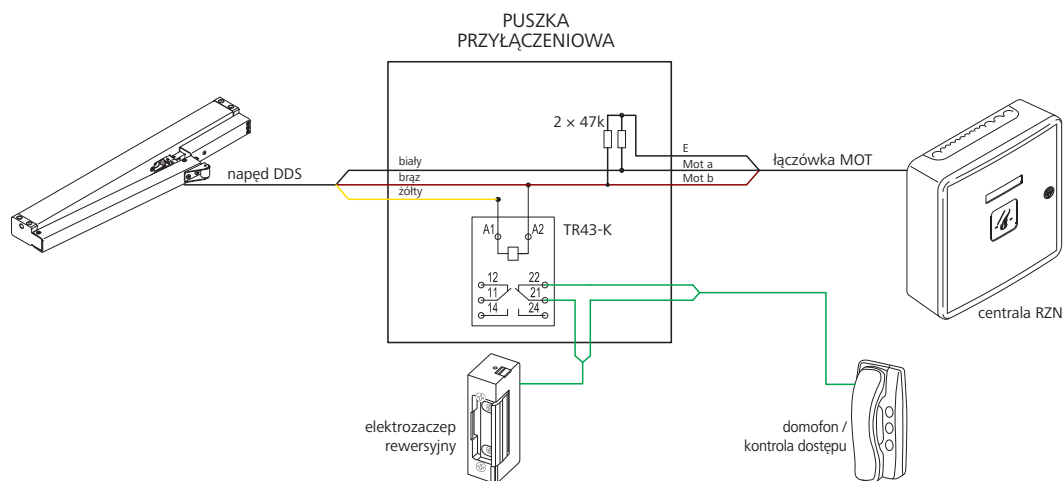 PUSZKA
PRZYŁĄCZENIOWA
2 × 47k
E
łączówka MOT
biały
Mot a
napęd DDS
brąz
Mot b
żółty
A1
A2
TR43-K
12
22
11
21
14
24
centrala RZN
elektrozaczep
rewersyjny
domofon /
kontrola dostępu